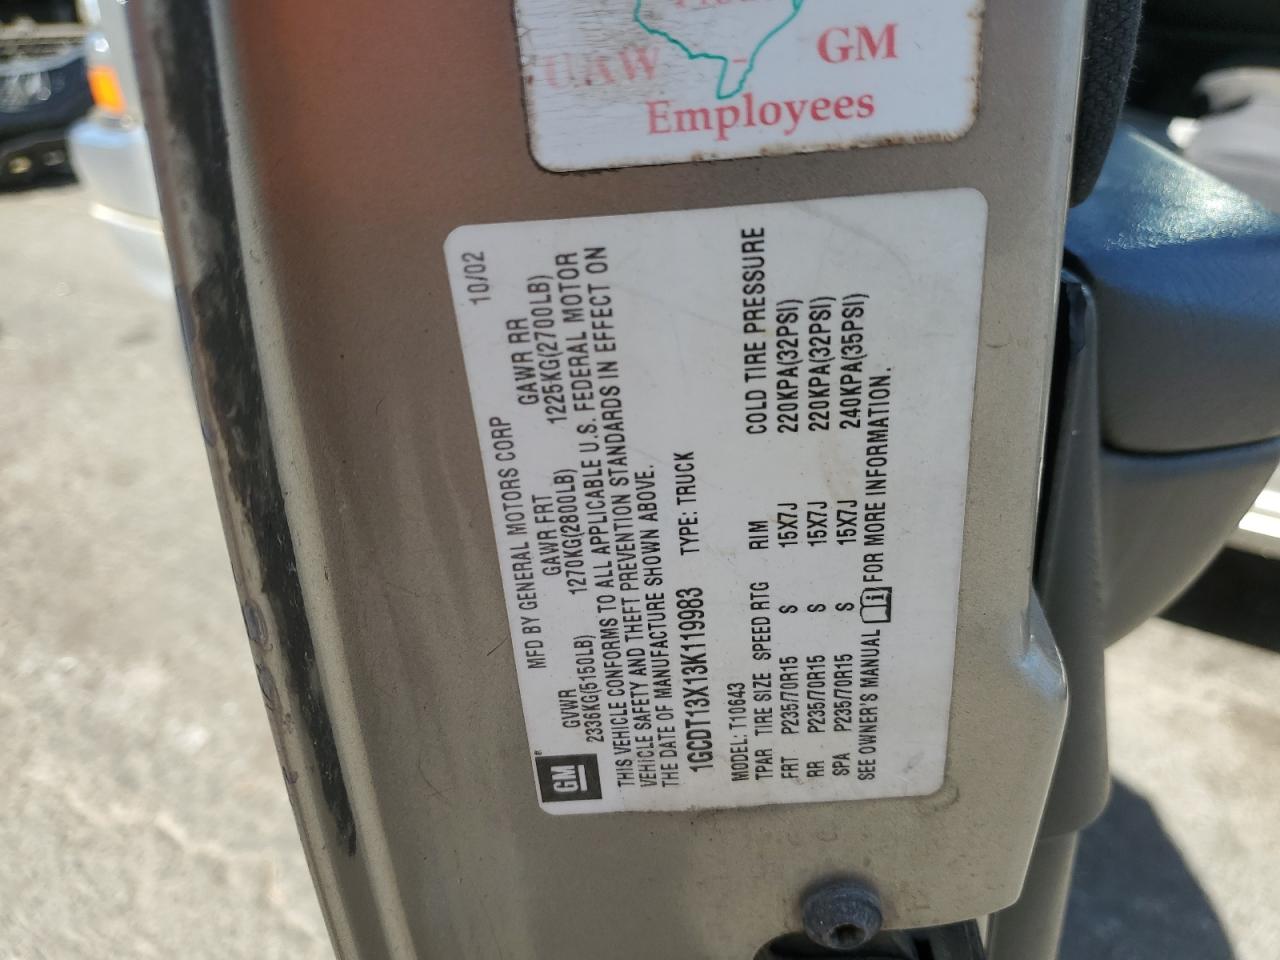 UAW - GM
Employees
10/02
MFD BY GENERAL MOTORS CORP
GVWR GAWR FRT GAWR RR
2336KG(5150LB) 1270KG(2800LB) 1225KG(2700LB)
THIS VEHICLE CONFORMS TO ALL APPLICABLE U.S. FEDERAL MOTOR
VEHICLE SAFETY AND THEFT PREVENTION STANDARDS IN EFFECT ON
THE DATE OF MANUFACTURE SHOWN ABOVE.
GM
1GCDT13X13K119983 TYPE: TRUCK
MODEL: T10643
TPAR TIRE SIZE SPEED RTG RIM COLD TIRE PRESSURE
FRT P235/70R15 S 15X7J 220KPA(32PSI)
RR P235/70R15 S 15X7J 220KPA(32PSI)
SPA P235/70R15 S 15X7J 240KPA(35PSI)
SEE OWNER'S MANUAL i FOR MORE INFORMATION.